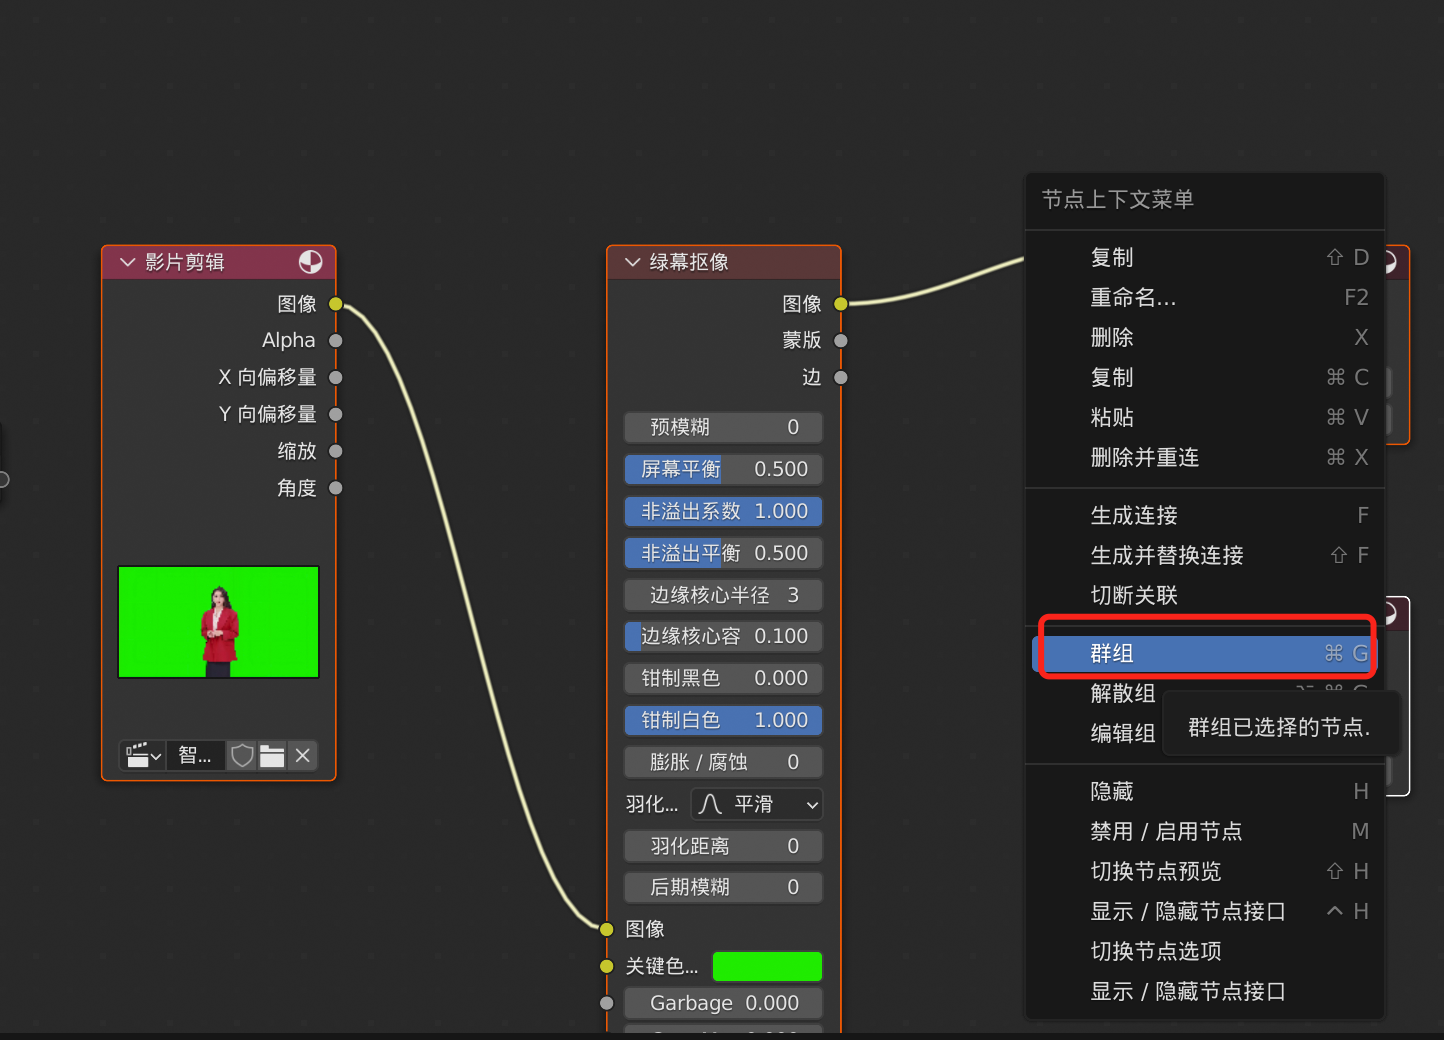 影片剪辑
图像
Alpha
X 向偏移量
Y 向偏移量
缩放
角度
智...
绿幕抠像
图像
蒙版
边
预模糊 0
屏幕平衡 0.500
非溢出系数 1.000
非溢出平衡 0.500
边缘核心半径 3
边缘核心容 0.100
钳制黑色 0.000
钳制白色 1.000
膨胀 / 腐蚀 0
羽化... 平滑
羽化距离 0
后期模糊 0
图像
关键色...
Garbage 0.000
节点上下文菜单
复制 ⇧ D
重命名... F2
删除 X
复制 ⌘ C
粘贴 ⌘ V
删除并重连 ⌘ X
生成连接 F
生成并替换连接 ⇧ F
切断关联
群组 ⌘ G
解散组
编辑组
群组已选择的节点.
隐藏 H
禁用 / 启用节点 M
切换节点预览 ⇧ H
显示 / 隐藏节点接口 ^ H
切换节点选项
显示 / 隐藏节点接口